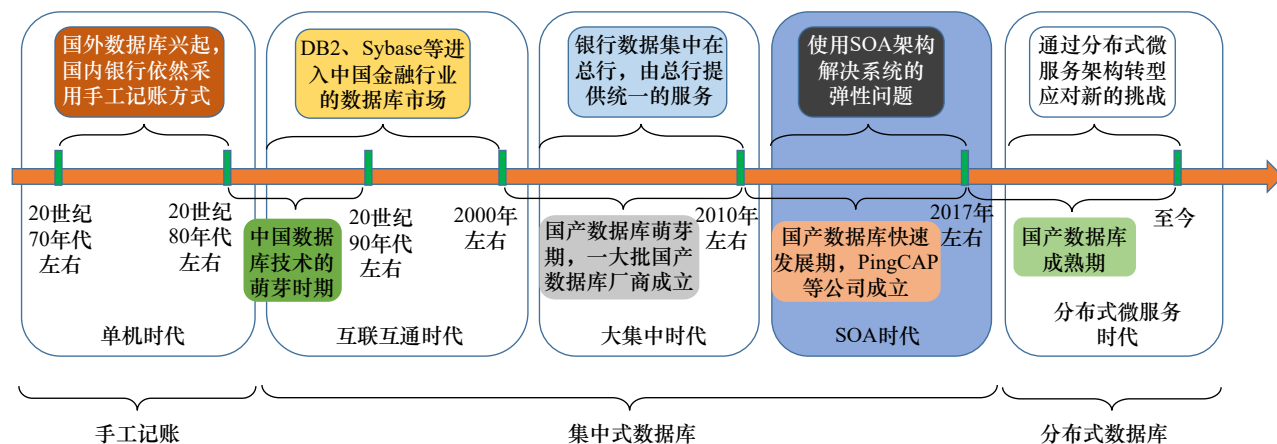 国外数据库兴起，
国内银行依然采
用手工记账方式
DB2、Sybase等进
入中国金融行业
的数据库市场
银行数据集中在
总行，由总行提
供统一的服务
使用SOA架构
解决系统的
弹性问题
通过分布式微
服务架构转型
应对新的挑战
20世纪
70年代
左右
20世纪
80年代
左右
20世纪
90年代
左右
2000年
左右
2010年
左右
2017年
左右
至今
中国数据
库技术的
萌芽时期
国产数据库萌芽
期，一大批国产
数据库厂商成立
国产数据库快速
发展期，PingCAP
等公司成立
国产数据库
成熟期
单机时代
互联互通时代
大集中时代
SOA时代
分布式微服务
时代
手工记账
集中式数据库
分布式数据库